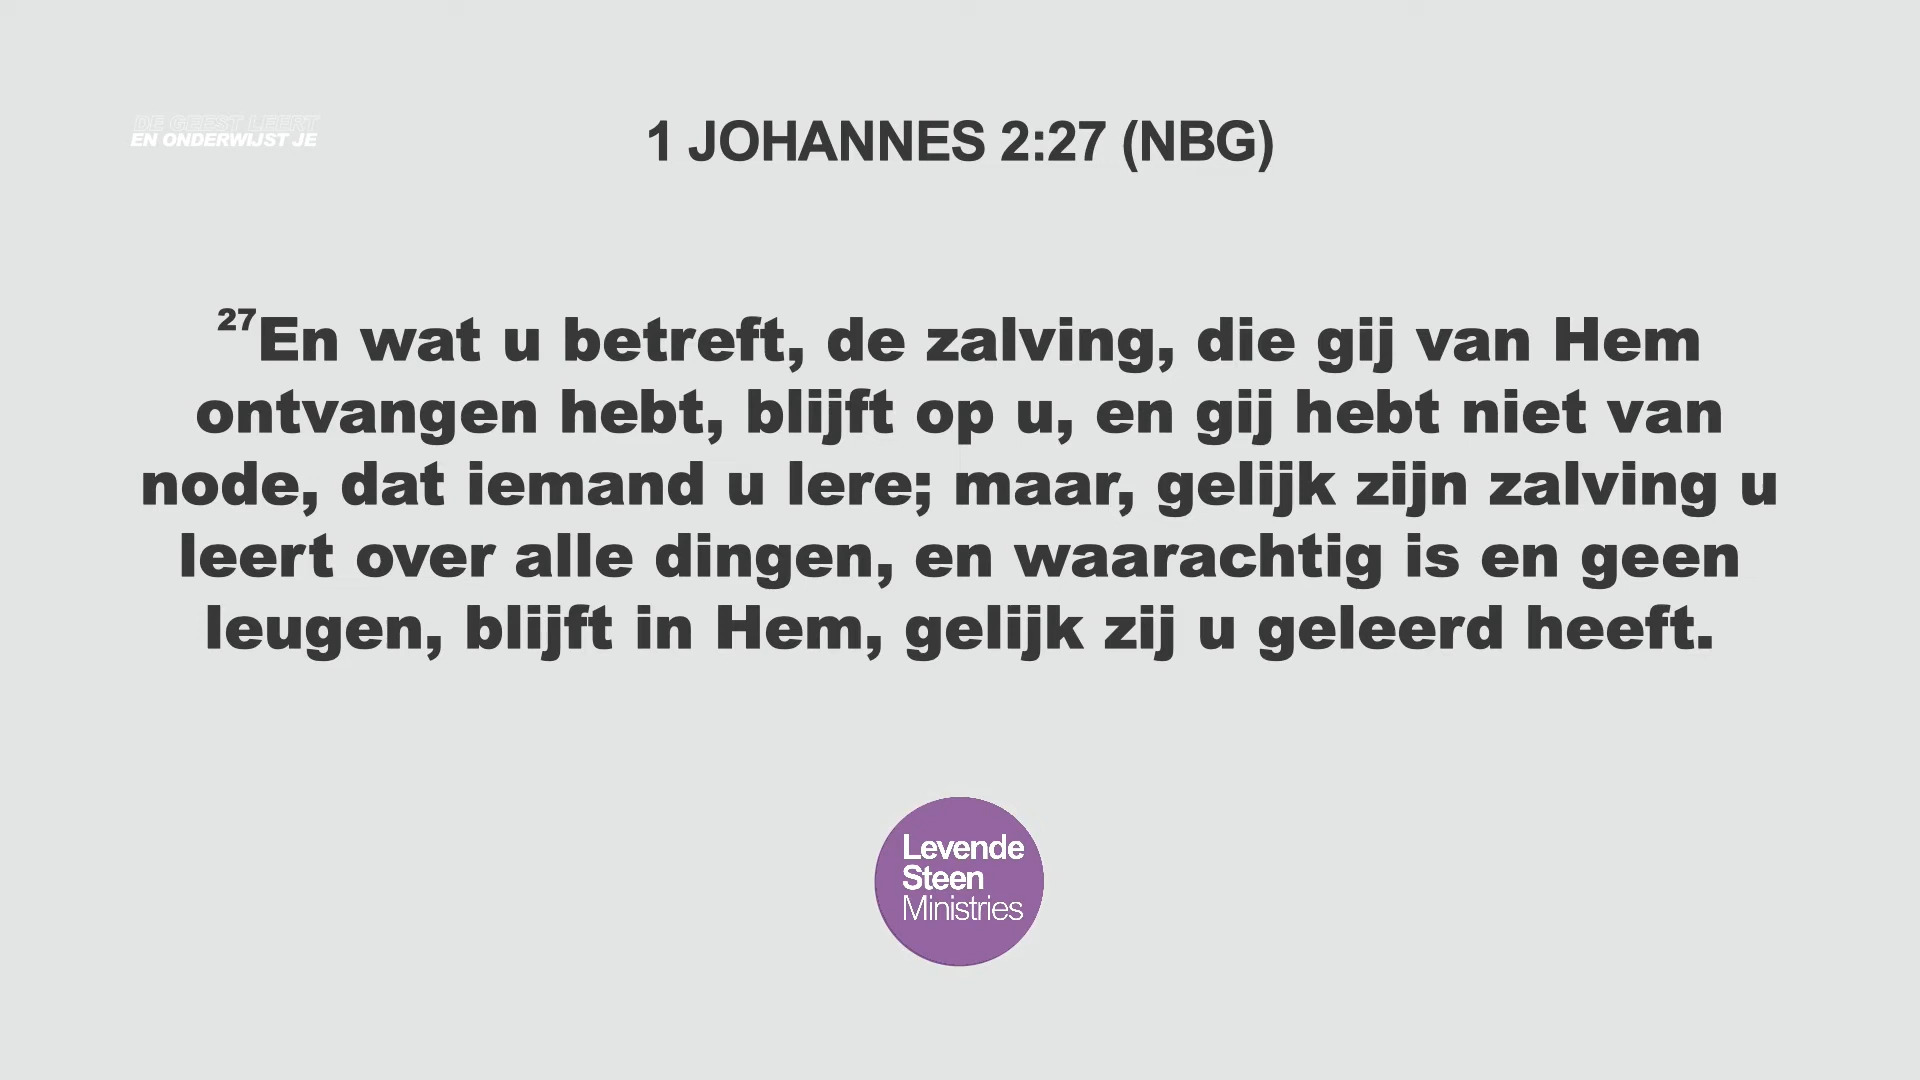 DE GEEST LEERT
EN ONDERWIJST JE
1 JOHANNES 2:27 (NBG)
27En wat u betreft, de zalving, die gij van Hem
ontvangen hebt, blijft op u, en gij hebt niet van
node, dat iemand u lere; maar, gelijk zijn zalving u
leert over alle dingen, en waarachtig is en geen
leugen, blijft in Hem, gelijk zij u geleerd heeft.
Levende
Steen
Ministries